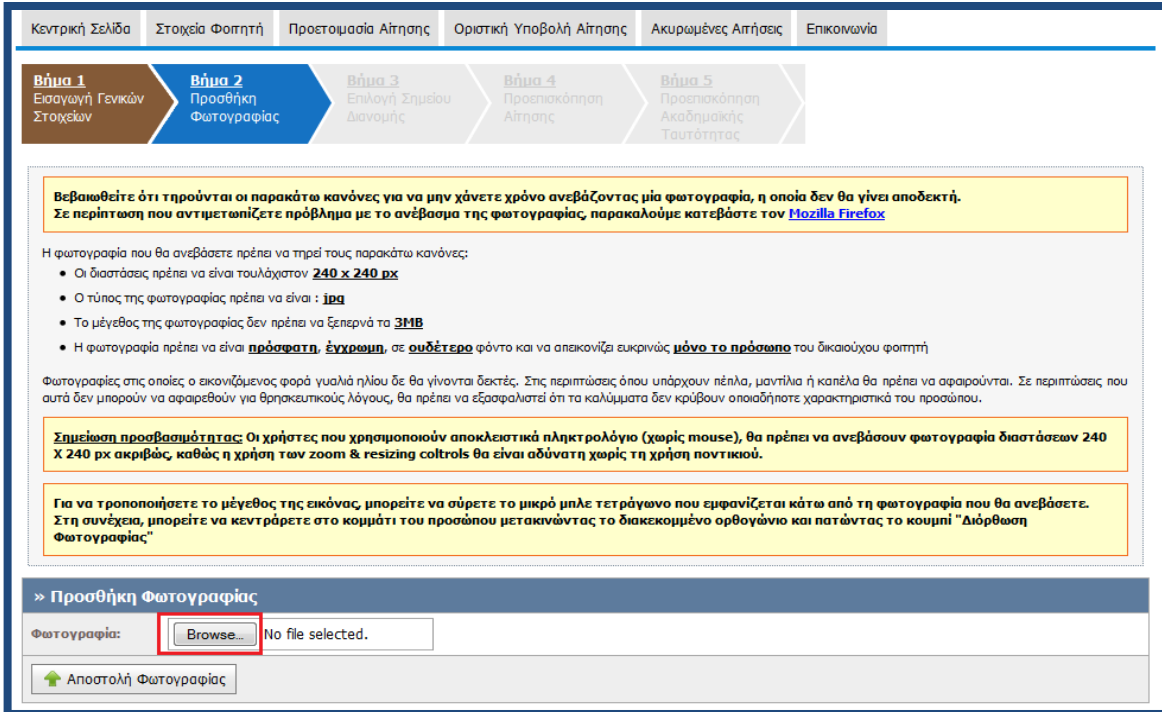 Κεντρική Σελίδα Στοιχεία Φοιτητή Προετοιμασία Αίτησης Οριστική Υποβολή Αίτησης Ακυρωμένες Αιτήσεις Επικοινωνία
Βήμα 1
Εισαγωγή Γενικών
Στοιχείων
Βήμα 2
Προσθήκη
Φωτογραφίας
Βήμα 3
Επιλογή Σημείου
Διανομής
Βήμα 4
Προεπισκόπηση
Αίτησης
Βήμα 5
Προεπισκόπηση
Ακαδημαϊκής
Ταυτότητας
Βεβαιωθείτε ότι τηρούνται οι παρακάτω κανόνες για να μην χάνετε χρόνο ανεβάζοντας μία φωτογραφία, η οποία δεν θα γίνει αποδεκτή.
Σε περίπτωση που αντιμετωπίζετε πρόβλημα με το ανέβασμα της φωτογραφίας, παρακαλούμε κατεβάστε τον Mozilla Firefox
Η φωτογραφία που θα ανεβάσετε πρέπει να τηρεί τους παρακάτω κανόνες:
• Οι διαστάσεις πρέπει να είναι τουλάχιστον 240 x 240 px
• Ο τύπος της φωτογραφίας πρέπει να είναι : jpg
• Το μέγεθος της φωτογραφίας δεν πρέπει να ξεπερνά τα 3MB
• Η φωτογραφία πρέπει να είναι πρόσφατη, έγχρωμη, σε ουδέτερο φόντο και να απεικονίζει ευκρινώς μόνο το πρόσωπο του δικαιούχου φοιτητή
Φωτογραφίες στις οποίες ο εικονιζόμενος φορά γυαλιά ηλίου δε θα γίνονται δεκτές. Στις περιπτώσεις όπου υπάρχουν πέπλα, μαντίλια ή καπέλα θα πρέπει να αφαιρούνται. Σε περιπτώσεις που
αυτά δεν μπορούν να αφαιρεθούν για θρησκευτικούς λόγους, θα πρέπει να εξασφαλιστεί ότι τα καλύμματα δεν κρύβουν οποιαδήποτε χαρακτηριστικά του προσώπου.
Σημείωση προσβασιμότητας: Οι χρήστες που χρησιμοποιούν αποκλειστικά πληκτρολόγιο (χωρίς mouse), θα πρέπει να ανεβάσουν φωτογραφία διαστάσεων 240
X 240 px ακριβώς, καθώς η χρήση των zoom & resizing coltrols θα είναι αδύνατη χωρίς τη χρήση ποντικιού.
Για να τροποποιήσετε το μέγεθος της εικόνας, μπορείτε να σύρετε το μικρό μπλε τετράγωνο που εμφανίζεται κάτω από τη φωτογραφία που θα ανεβάσετε.
Στη συνέχεια, μπορείτε να κεντράρετε στο κομμάτι του προσώπου μετακινώντας το διακεκομμένο ορθογώνιο και πατώντας το κουμπί "Διόρθωση
Φωτογραφίας"
» Προσθήκη Φωτογραφίας
Φωτογραφία: Browse... No file selected.
Αποστολή Φωτογραφίας